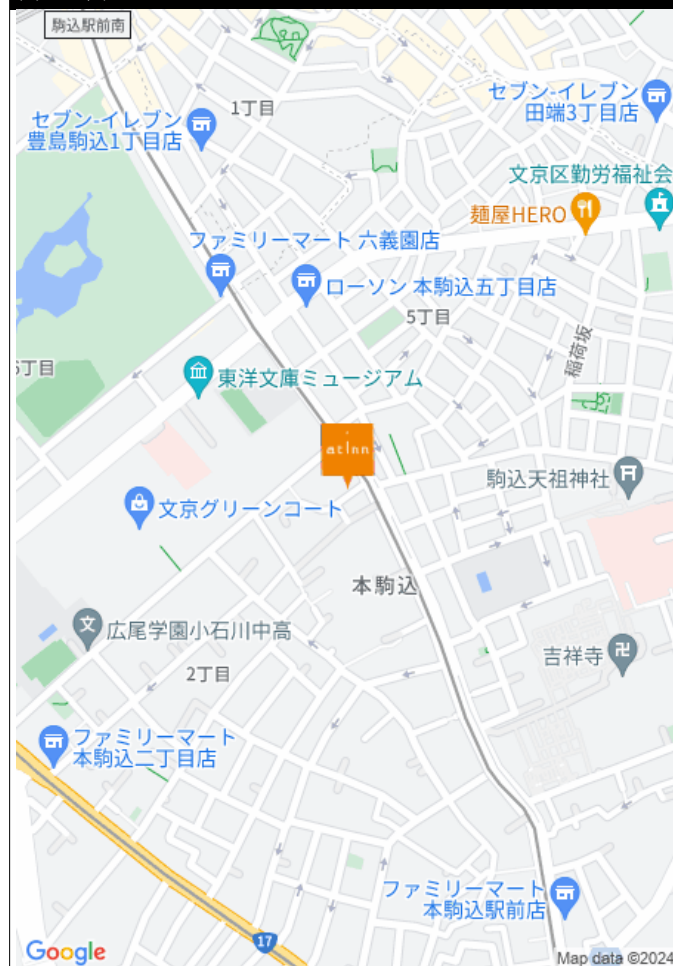 駒込駅前南
1丁目
セブン-イレブン
豊島駒込1丁目店
セブン-イレブン
田端3丁目店
文京区勤労福祉会
麺屋HERO
ファミリーマート 六義園店
ローソン 本駒込五丁目店
5丁目
稲荷坂
6丁目
東洋文庫ミュージアム
at Inn
駒込天祖神社
文京グリーンコート
本駒込
文
広尾学園小石川中高
吉祥寺
卍
2丁目
ファミリーマート
本駒込二丁目店
ファミリーマート
本駒込駅前店
17
Google
Map data ©2024